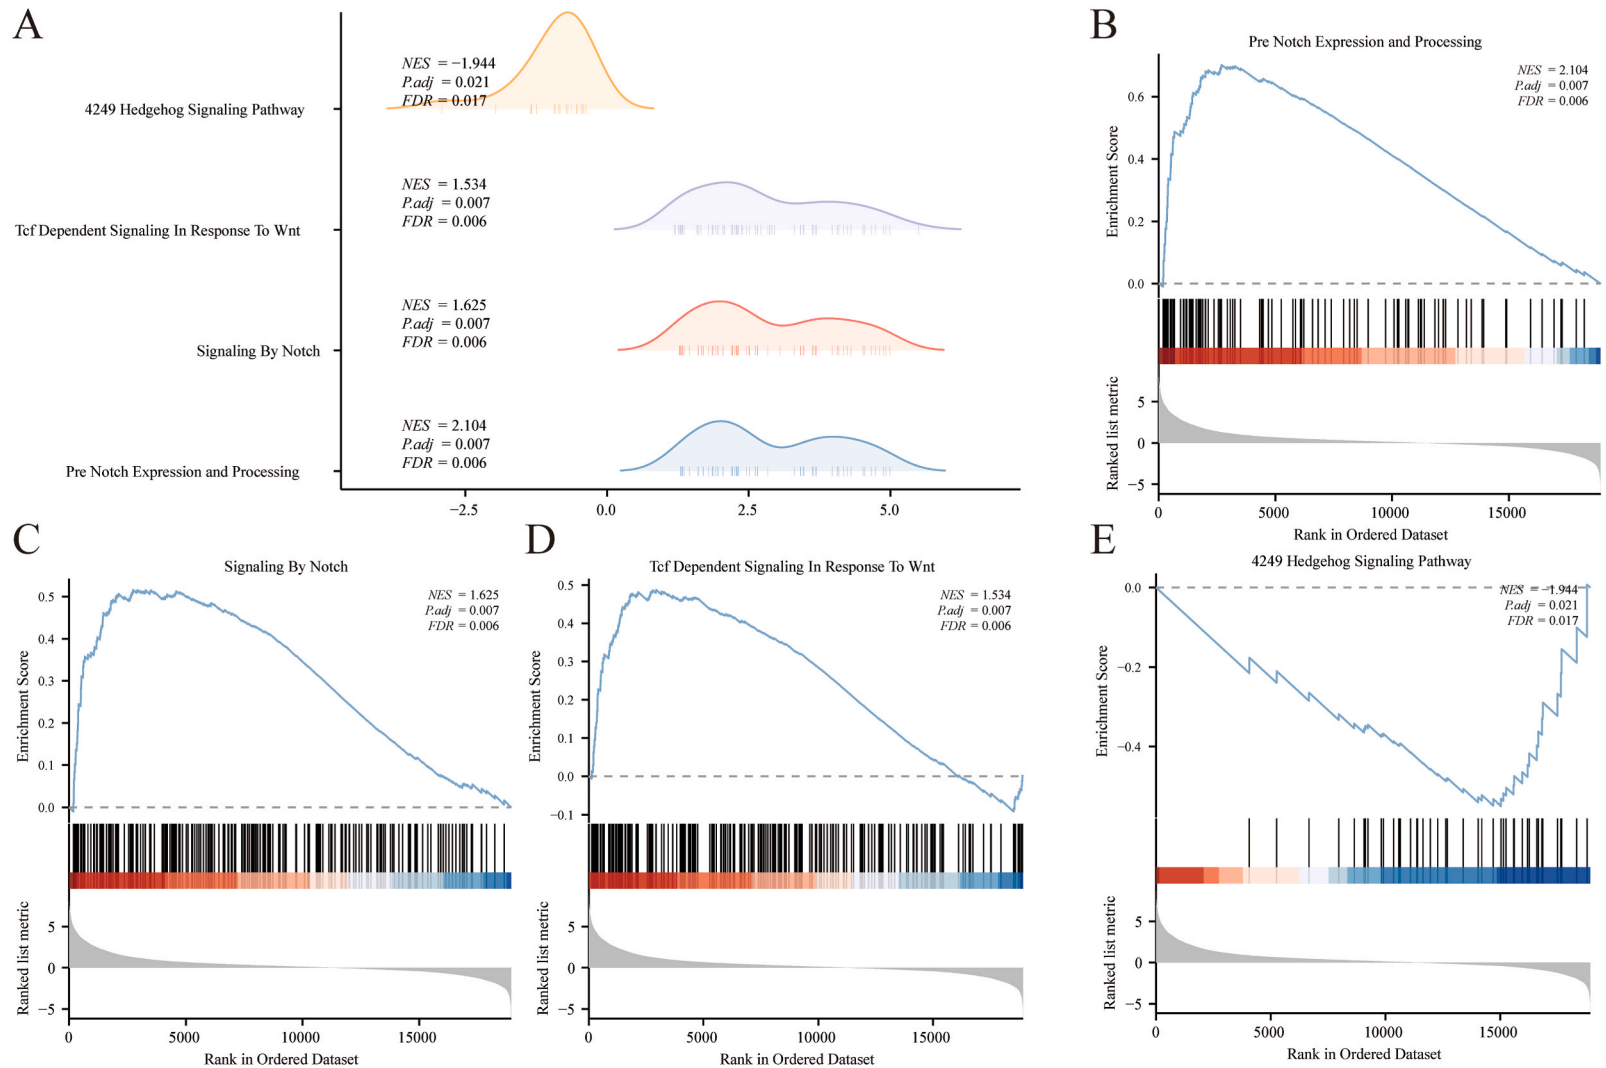 A
NES = −1.944
P.adj = 0.021
FDR = 0.017
4249 Hedgehog Signaling Pathway
NES = 1.534
P.adj = 0.007
FDR = 0.006
Tcf Dependent Signaling In Response To Wnt
NES = 1.625
P.adj = 0.007
FDR = 0.006
Signaling By Notch
NES = 2.104
P.adj = 0.007
FDR = 0.006
Pre Notch Expression and Processing
−2.5 0.0 2.5 5.0
B
Pre Notch Expression and Processing
NES = 2.104
P.adj = 0.007
FDR = 0.006
Enrichment Score
0.6
0.4
0.2
0.0
Ranked list metric
5
0
−5
0 5000 10000 15000
Rank in Ordered Dataset
C
Signaling By Notch
NES = 1.625
P.adj = 0.007
FDR = 0.006
Enrichment Score
0.5
0.4
0.3
0.2
0.1
0.0
Ranked list metric
5
0
−5
0 5000 10000 15000
Rank in Ordered Dataset
D
Tcf Dependent Signaling In Response To Wnt
NES = 1.534
P.adj = 0.007
FDR = 0.006
Enrichment Score
0.5
0.4
0.3
0.2
0.1
0.0
−0.1
Ranked list metric
5
0
−5
0 5000 10000 15000
Rank in Ordered Dataset
E
4249 Hedgehog Signaling Pathway
NES = −1.944
P.adj = 0.021
FDR = 0.017
Enrichment Score
0.0
−0.2
−0.4
Ranked list metric
5
0
−5
0 5000 10000 15000
Rank in Ordered Dataset